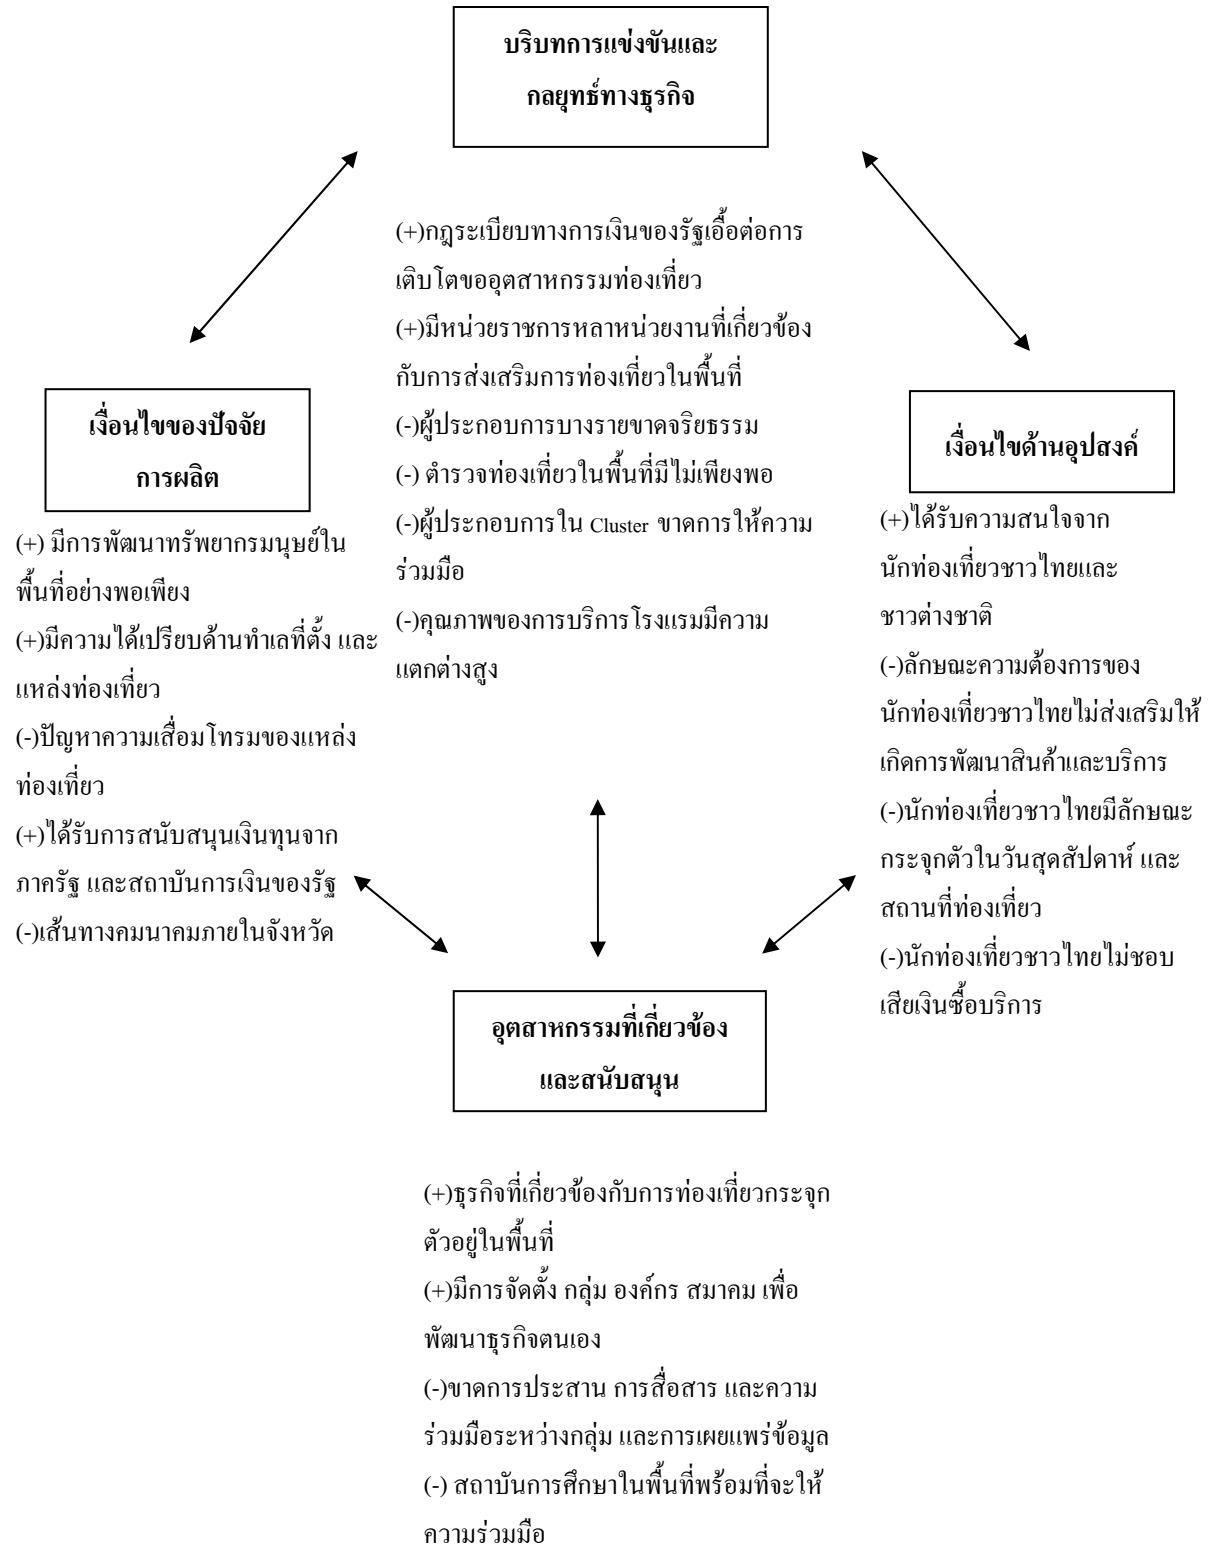 บริบทการแข่งขันและ
กลยุทธ์ทางธุรกิจ
(+)กฎระเบียบทางการเงินของรัฐเอื้อต่อการ
เติบโตขออุตสาหกรรมท่องเที่ยว
(+)มีหน่วยราชการหลาหน่วยงานที่เกี่ยวข้อง
กับการส่งเสริมการท่องเที่ยวในพื้นที่
(-)ผู้ประกอบการบางรายขาดจริยธรรม
(-) ตำรวจท่องเที่ยวในพื้นที่มีไม่เพียงพอ
(-)ผู้ประกอบการใน Cluster ขาดการให้ความ
ร่วมมือ
(-)คุณภาพของการบริการโรงแรมมีความ
แตกต่างสูง
เงื่อนไขของปัจจัย
การผลิต
(+) มีการพัฒนาทรัพยากรมนุษย์ใน
พื้นที่อย่างพอเพียง
(+)มีความได้เปรียบด้านทำเลที่ตั้ง และ
แหล่งท่องเที่ยว
(-)ปัญหาความเสื่อมโทรมของแหล่ง
ท่องเที่ยว
(+)ได้รับการสนับสนุนเงินทุนจาก
ภาครัฐ และสถาบันการเงินของรัฐ
(-)เส้นทางคมนาคมภายในจังหวัด
เงื่อนไขด้านอุปสงค์
(+)ได้รับความสนใจจาก
นักท่องเที่ยวชาวไทยและ
ชาวต่างชาติ
(-)ลักษณะความต้องการของ
นักท่องเที่ยวชาวไทยไม่ส่งเสริมให้
เกิดการพัฒนาสินค้าและบริการ
(-)นักท่องเที่ยวชาวไทยมีลักษณะ
กระจุกตัวในวันสุดสัปดาห์ และ
สถานที่ท่องเที่ยว
(-)นักท่องเที่ยวชาวไทยไม่ชอบ
เสียเงินซื้อบริการ
อุตสาหกรรมที่เกี่ยวข้อง
และสนับสนุน
(+)ธุรกิจที่เกี่ยวข้องกับการท่องเที่ยวกระจุก
ตัวอยู่ในพื้นที่
(+)มีการจัดตั้ง กลุ่ม องค์กร สมาคม เพื่อ
พัฒนาธุรกิจตนเอง
(-)ขาดการประสาน การสื่อสาร และความ
ร่วมมือระหว่างกลุ่ม และการเผยแพร่ข้อมูล
(-) สถาบันการศึกษาในพื้นที่พร้อมที่จะให้
ความร่วมมือ